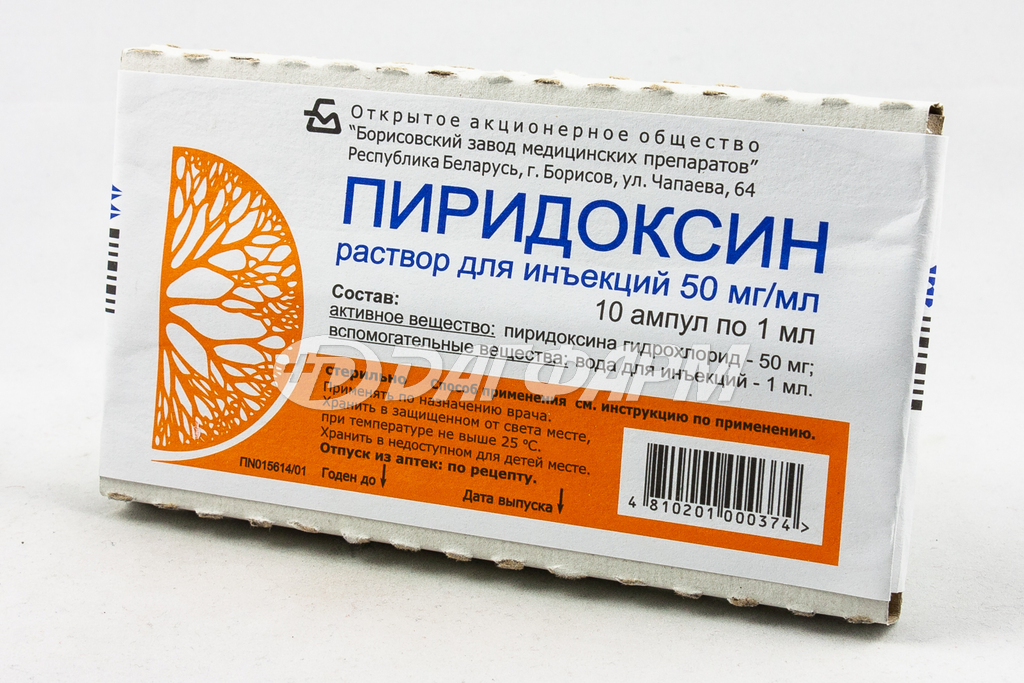 Открытое акционерное общество
"Борисовский завод медицинских препаратов"
Республика Беларусь, г. Борисов, ул. Чапаева, 64
ПИРИДОКСИН
раствор для инъекций 50 мг/мл
10 ампул по 1 мл
Состав:
активное вещество: пиридоксина гидрохлорид - 50 мг;
вспомогательные вещества: вода для инъекций - 1 мл.
ДАГФАРМ
Стерильно. Способ применения см. инструкцию по применению.
Применять по назначению врача.
Хранить в защищенном от света месте,
при температуре не выше 25 °С.
Хранить в недоступном для детей месте.
Отпуск из аптек: по рецепту.
ПN015614/01
Годен до
Дата выпуска
4 810201 000374 >